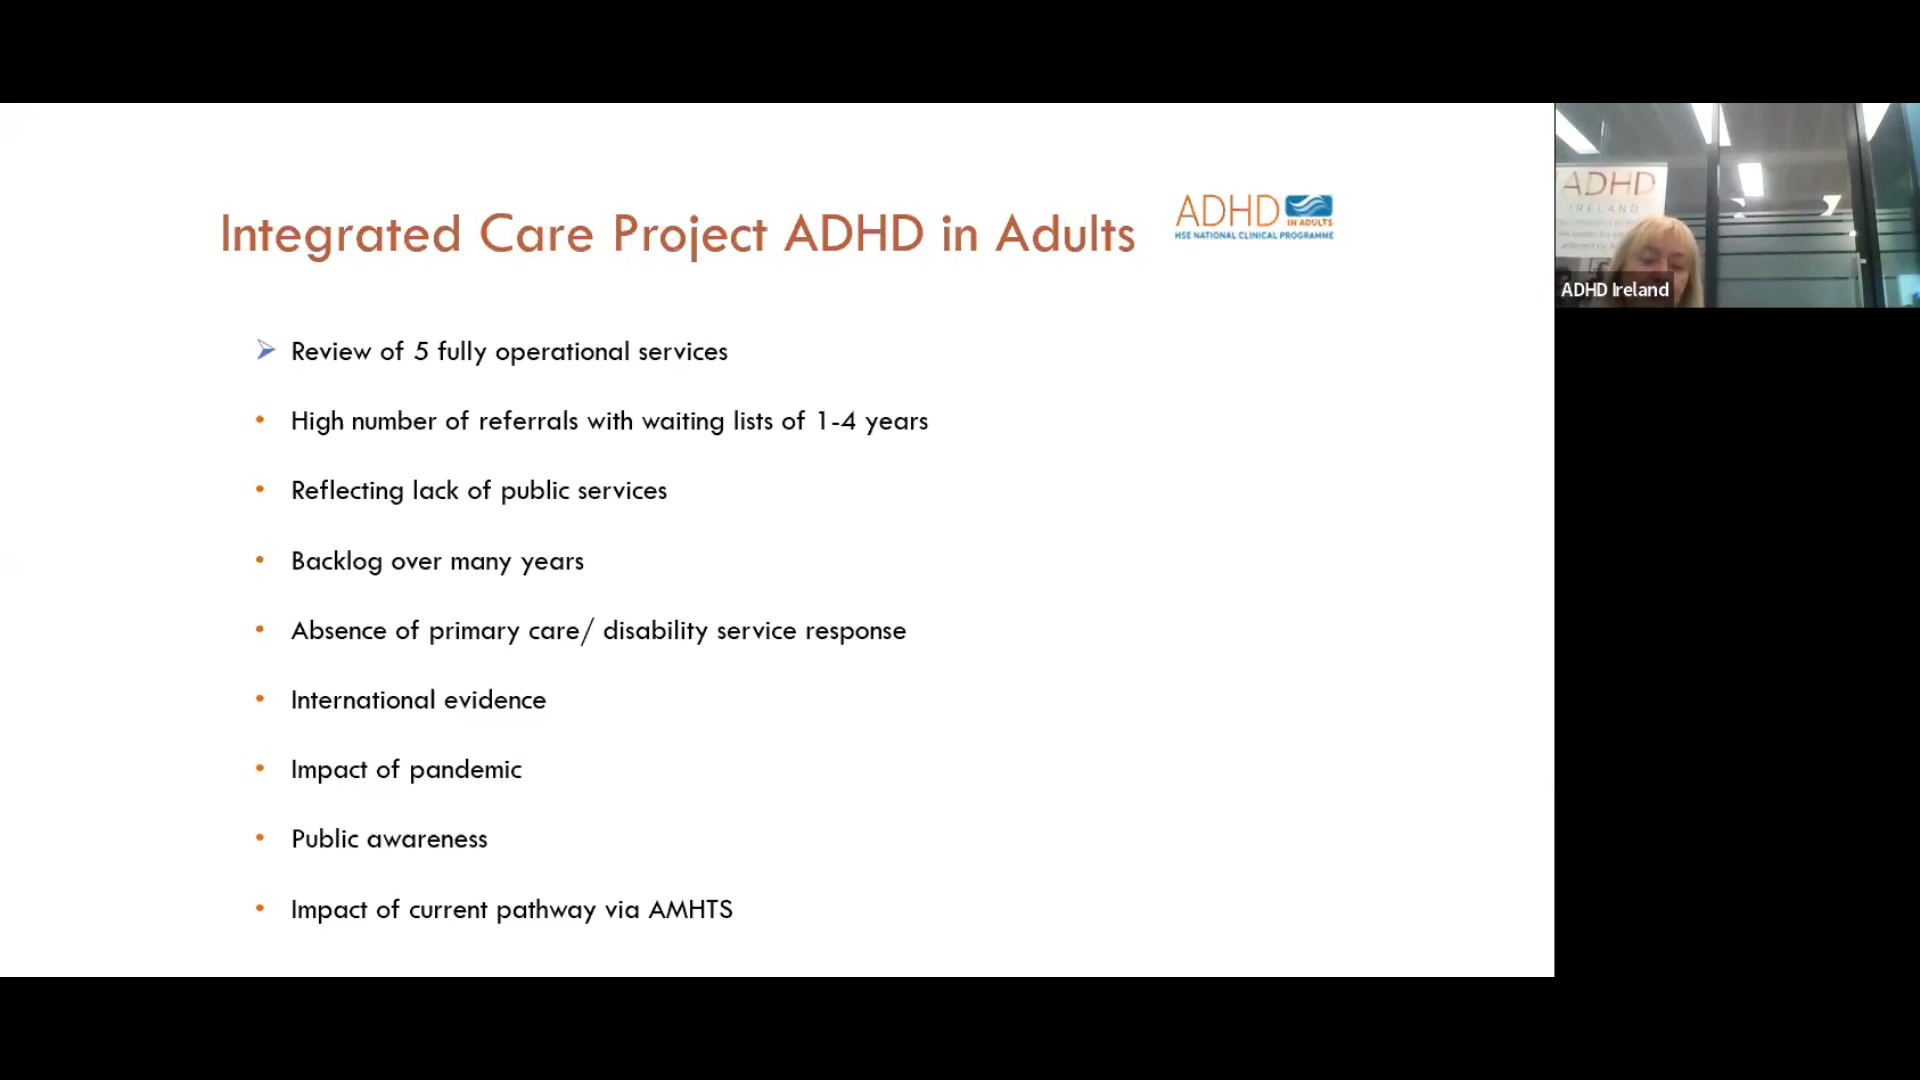 Integrated Care Project ADHD in Adults
ADHD
IN ADULTS
HSE NATIONAL CLINICAL PROGRAMME
➢ Review of 5 fully operational services
• High number of referrals with waiting lists of 1-4 years
• Reflecting lack of public services
• Backlog over many years
• Absence of primary care/ disability service response
• International evidence
• Impact of pandemic
• Public awareness
• Impact of current pathway via AMHTS
ADHD
IRELAND
ADHD Ireland